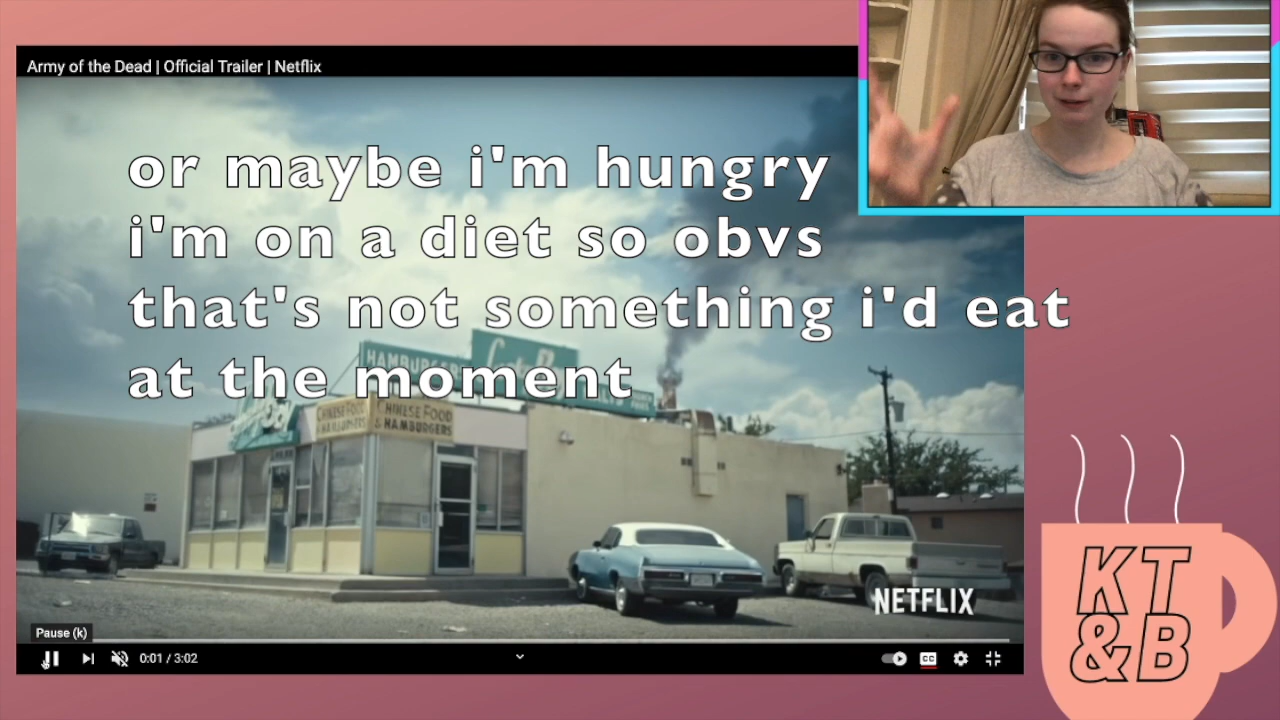 Army of the Dead | Official Trailer | Netflix
or maybe i'm hungry
i'm on a diet so obvs
that's not something i'd eat
at the moment
HAMBURGERS
CHINESE FOOD
& HAMBURGERS
CHINESE FOOD
& HAMBURGERS
NETFLIX
Pause (k)
0:01 / 3:02
CC
KT
&B